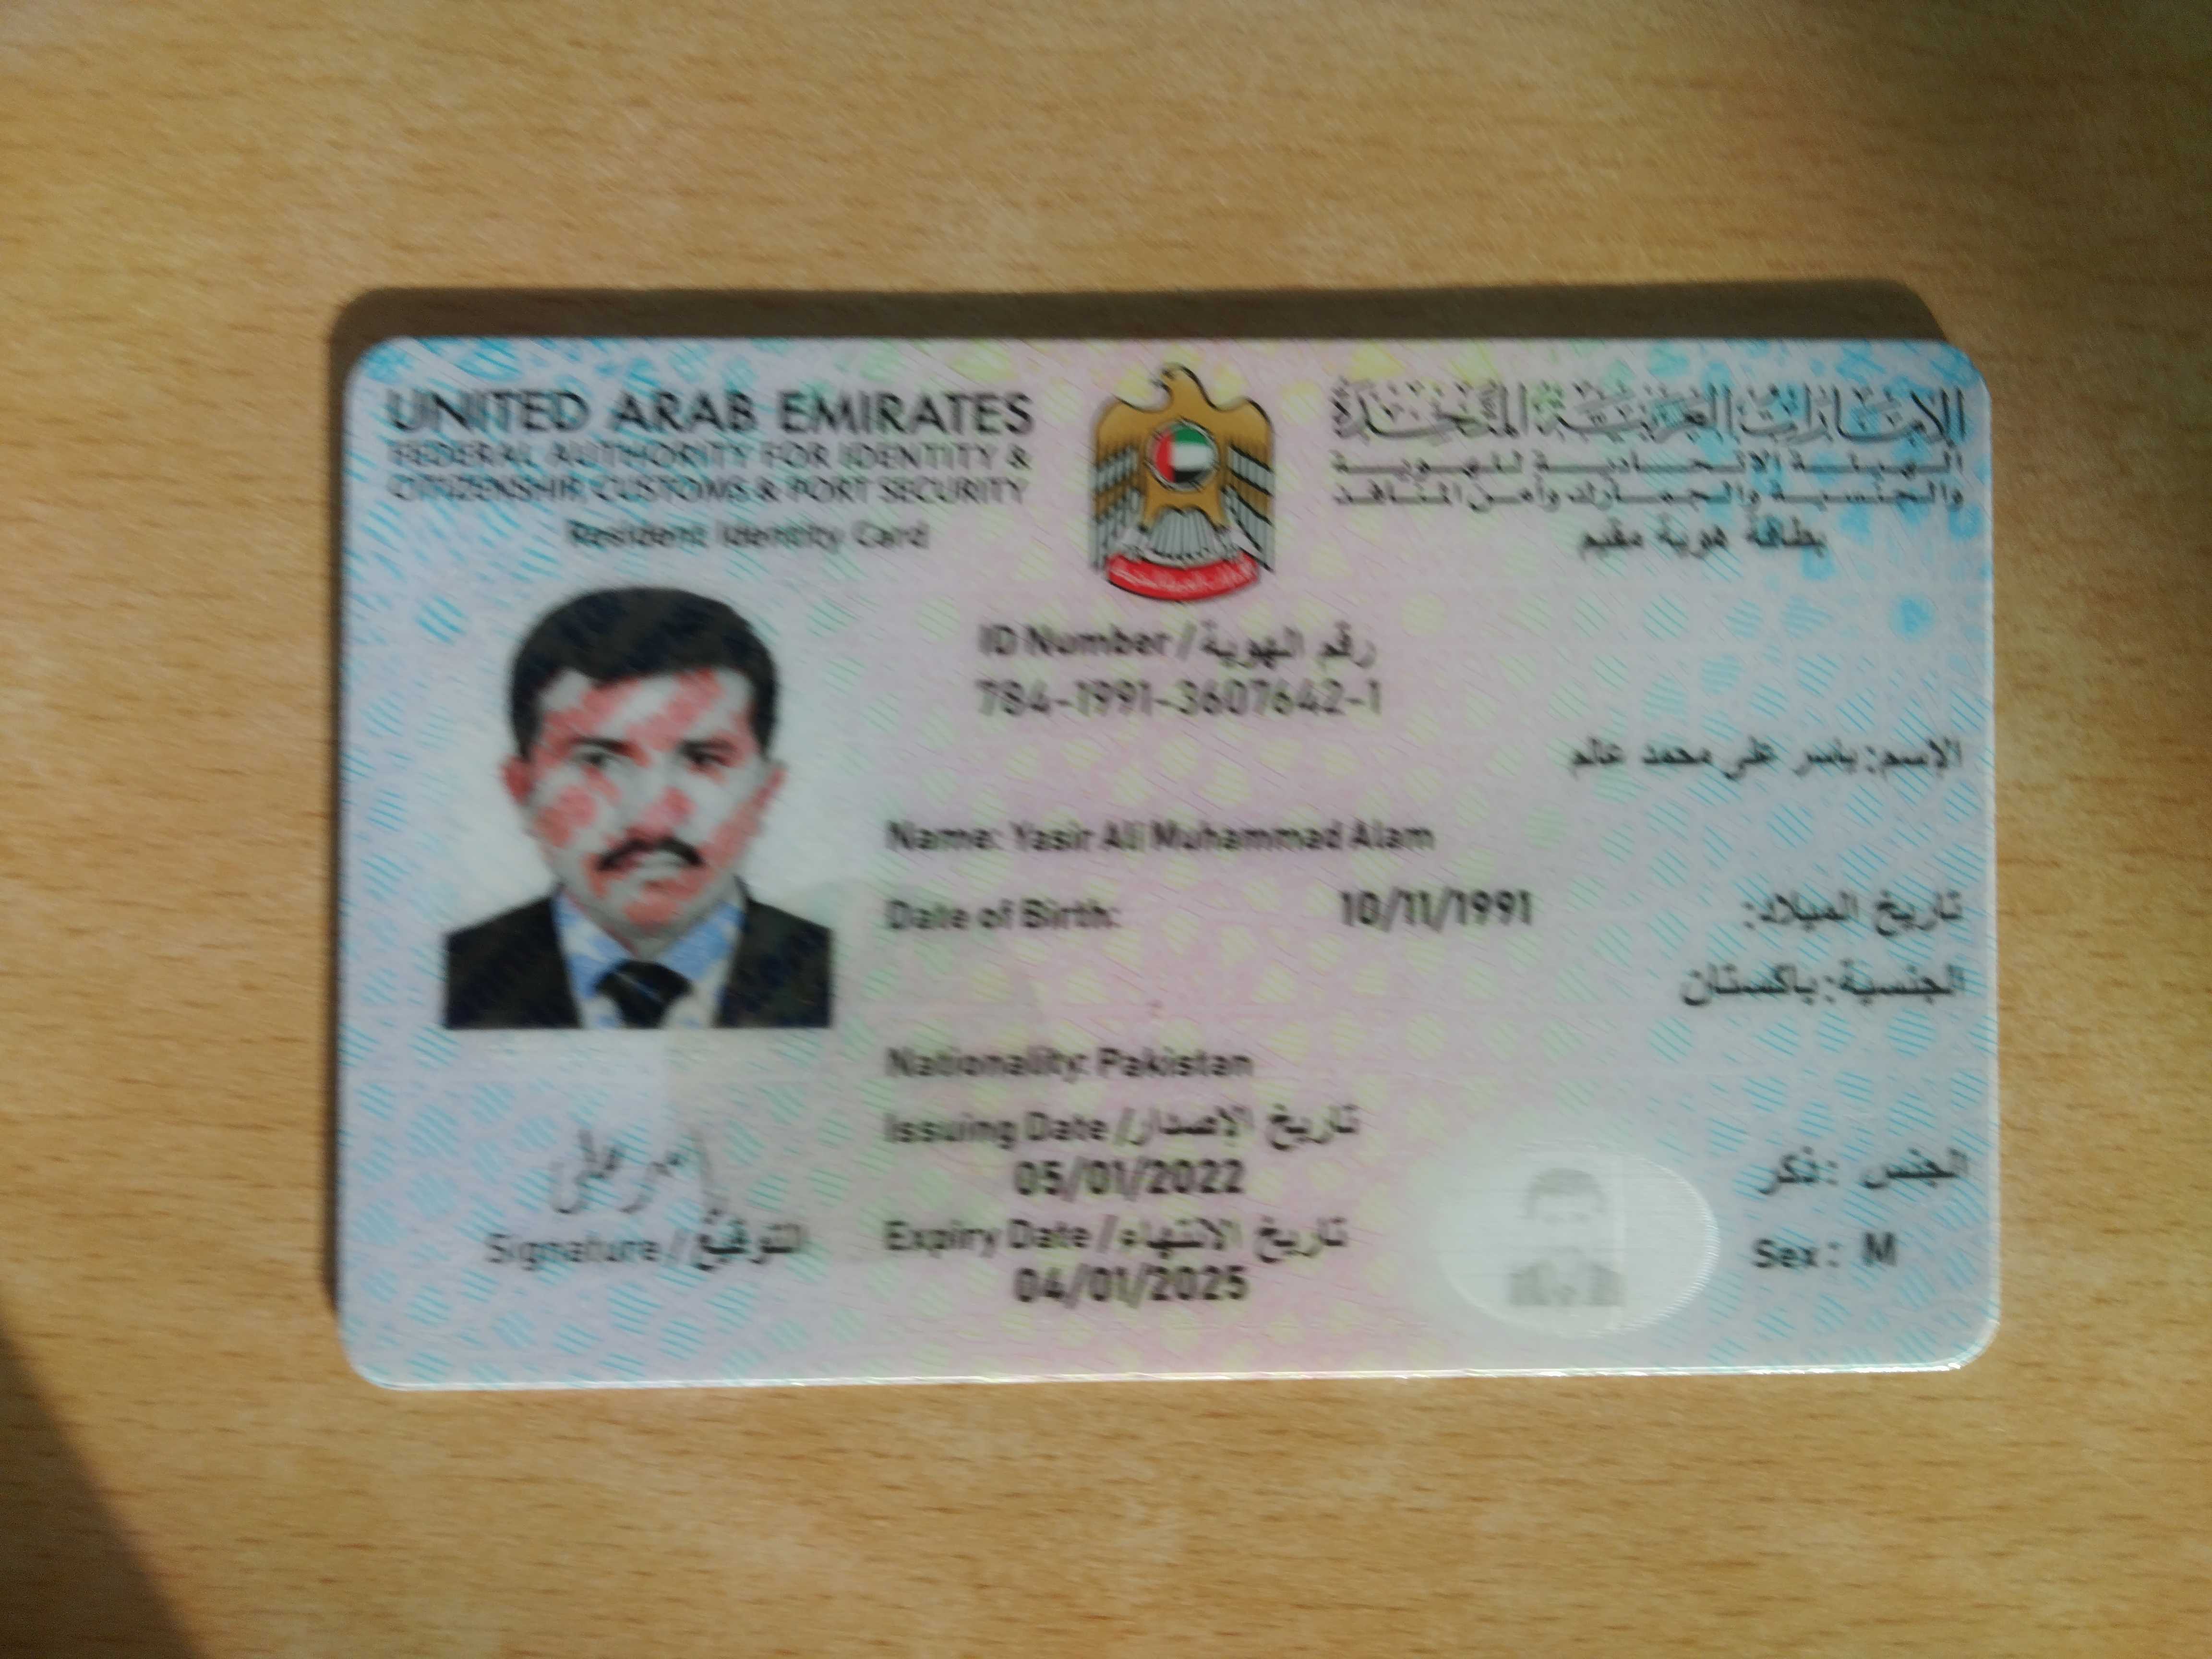 UNITED ARAB EMIRATES
FEDERAL AUTHORITY FOR IDENTITY &
CITIZENSHIP, CUSTOMS & PORT SECURITY
Resident Identity Card
الإمارات العربية المتحدة
الهيئة الاتحادية للهوية
والجنسية والجمارك وأمن المنافذ
بطاقة هوية مقيم
ID Number / رقم الهوية
784-1991-3607642-1
الإسم: ياسر على محمد عالم
Name: Yasir Ali Muhammad Alam
Date of Birth: 10/11/1991 تاريخ الميلاد:
الجنسية: باكستان
Nationality: Pakistan
Issuing Date / تاريخ الاصدار
05/01/2022
Expiry Date / تاريخ الانتهاء
04/01/2025
الجنس : ذكر
Sex : M
Signature / التوقيع